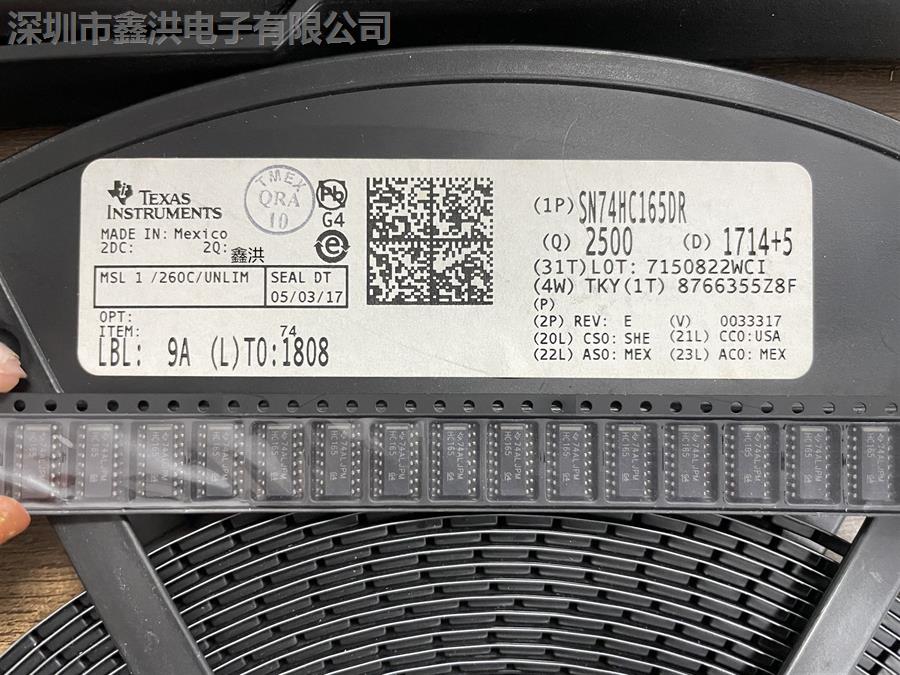 深圳市鑫洪电子有限公司
TEXAS
INSTRUMENTS
MADE IN: Mexico
2DC: 2Q:
鑫洪
TMEX
QRA
10
Pb
G4
e
MSL 1 /260C/UNLIM
SEAL DT
05/03/17
OPT:
ITEM: 74
LBL: 9A (L)TO:1808
(1P) SN74HC165DR
(Q) 2500 (D) 1714+5
(31T)LOT: 7150822WCI
(4W) TKY(1T) 8766355Z8F
(P)
(2P) REV: E (V) 0033317
(20L) CSO: SHE (21L) CCO:USA
(22L) ASO: MEX (23L) ACO: MEX
74ALJPM
HC165